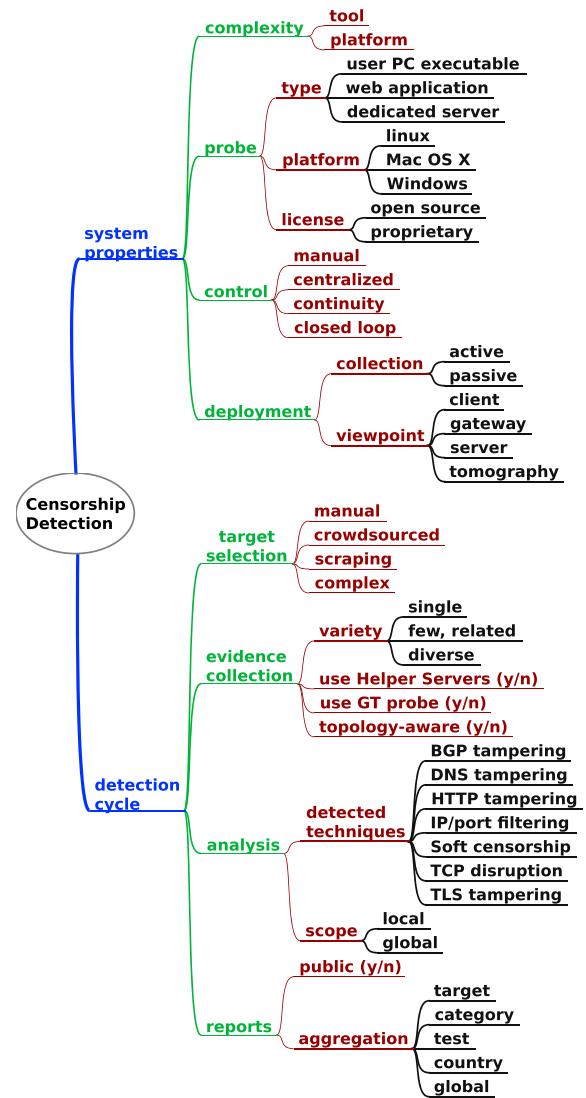 complexity
tool
platform
probe
type
user PC executable
web application
dedicated server
platform
linux
Mac OS X
Windows
license
open source
proprietary
system
properties
control
manual
centralized
continuity
closed loop
deployment
collection
active
passive
viewpoint
client
gateway
server
tomography
Censorship
Detection
target
selection
manual
crowdsourced
scraping
complex
evidence
collection
variety
single
few, related
diverse
use Helper Servers (y/n)
use GT probe (y/n)
topology-aware (y/n)
detection
cycle
analysis
detected
techniques
BGP tampering
DNS tampering
HTTP tampering
IP/port filtering
Soft censorship
TCP disruption
TLS tampering
scope
local
global
reports
public (y/n)
aggregation
target
category
test
country
global